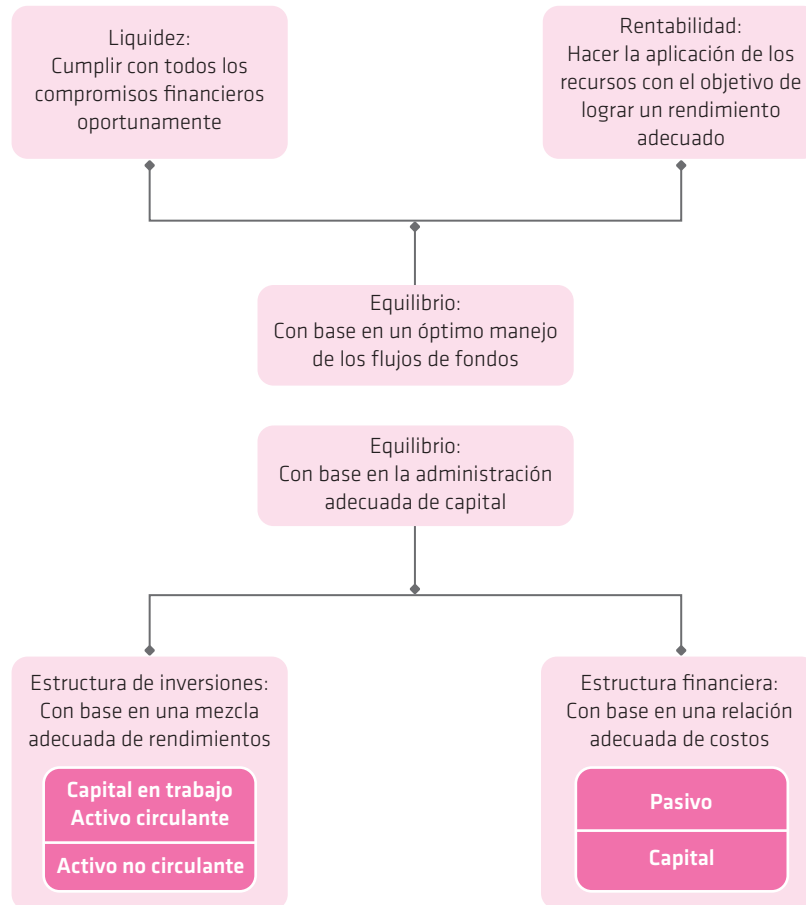 Liquidez:
Cumplir con todos los
compromisos financieros
oportunamente
Rentabilidad:
Hacer la aplicación de los
recursos con el objetivo de
lograr un rendimiento
adecuado
Equilibrio:
Con base en un óptimo manejo
de los flujos de fondos
Equilibrio:
Con base en la administración
adecuada de capital
Estructura de inversiones:
Con base en una mezcla
adecuada de rendimientos
Capital en trabajo
Activo circulante
Activo no circulante
Estructura financiera:
Con base en una relación
adecuada de costos
Pasivo
Capital